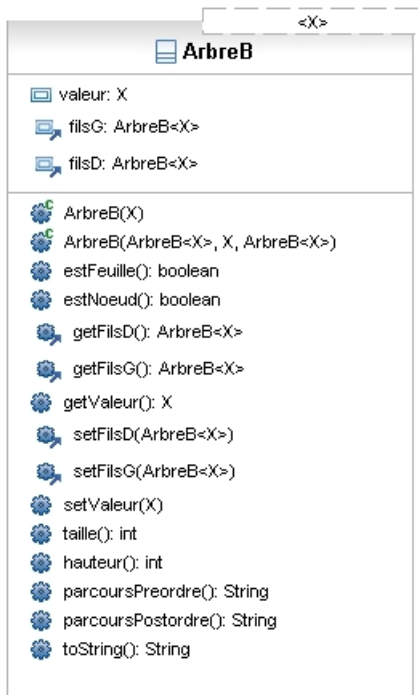 <X>
ArbreB
valeur: X
filsG: ArbreB<X>
filsD: ArbreB<X>
ArbreB(X)
ArbreB(ArbreB<X>, X, ArbreB<X>)
estFeuille(): boolean
estNoeud(): boolean
getFilsD(): ArbreB<X>
getFilsG(): ArbreB<X>
getValeur(): X
setFilsD(ArbreB<X>)
setFilsG(ArbreB<X>)
setValeur(X)
taille(): int
hauteur(): int
parcoursPreordre(): String
parcoursPostordre(): String
toString(): String